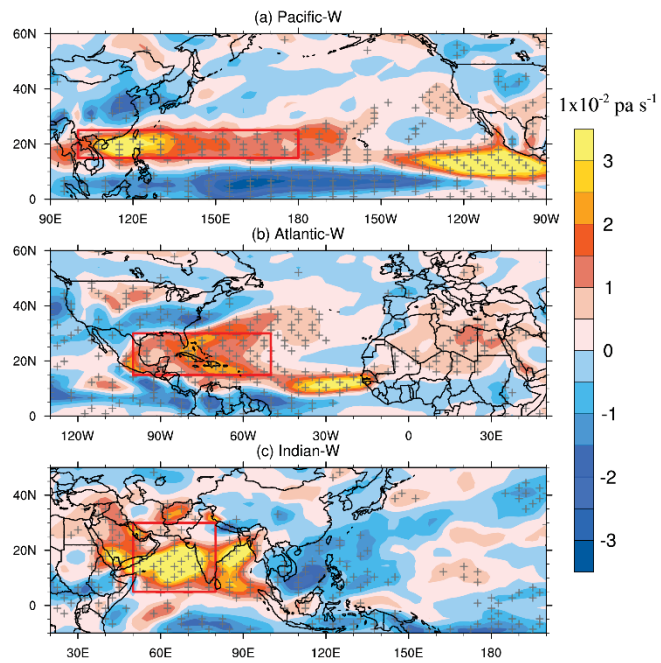 (a) Pacific-W
60N
40N
20N
0
90E 120E 150E 180 150W 120W 90W
1x10⁻² pa s⁻¹
3
2
1
0
-1
-2
-3
(b) Atlantic-W
60N
40N
20N
0
120W 90W 60W 30W 0 30E
(c) Indian-W
40N
20N
0
30E 60E 90E 120E 150E 180